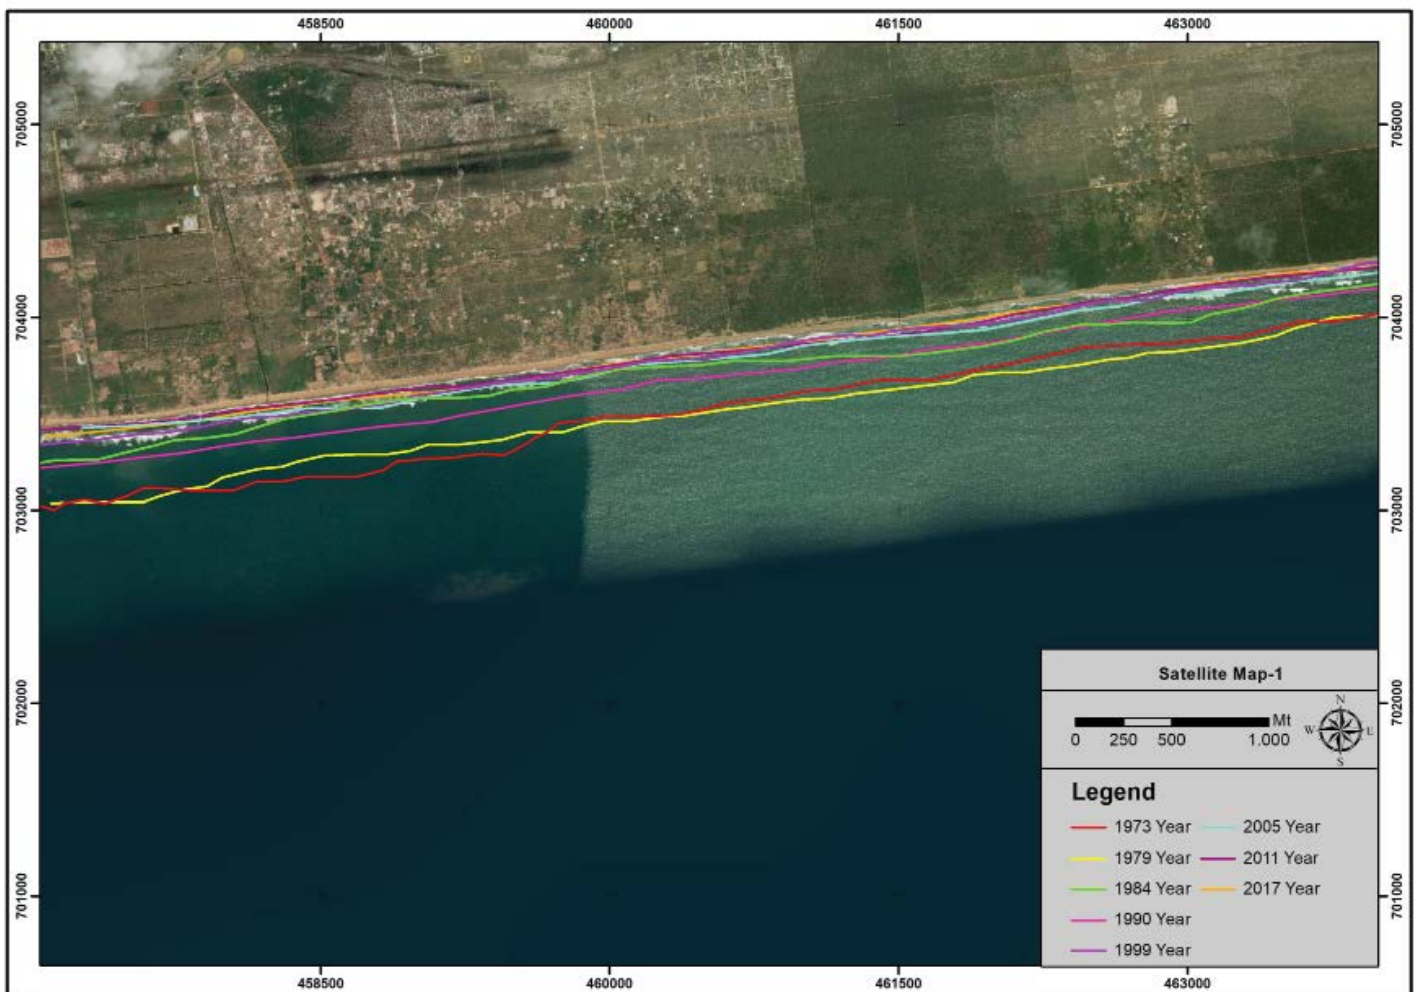 458500 460000 461500 463000
705000 705000
704000 704000
703000 703000
702000 702000
701000 701000
Satellite Map-1
Mt
0 250 500 1.000
N
W E
S
Legend
1973 Year 2005 Year
1979 Year 2011 Year
1984 Year 2017 Year
1990 Year
1999 Year
458500 460000 461500 463000